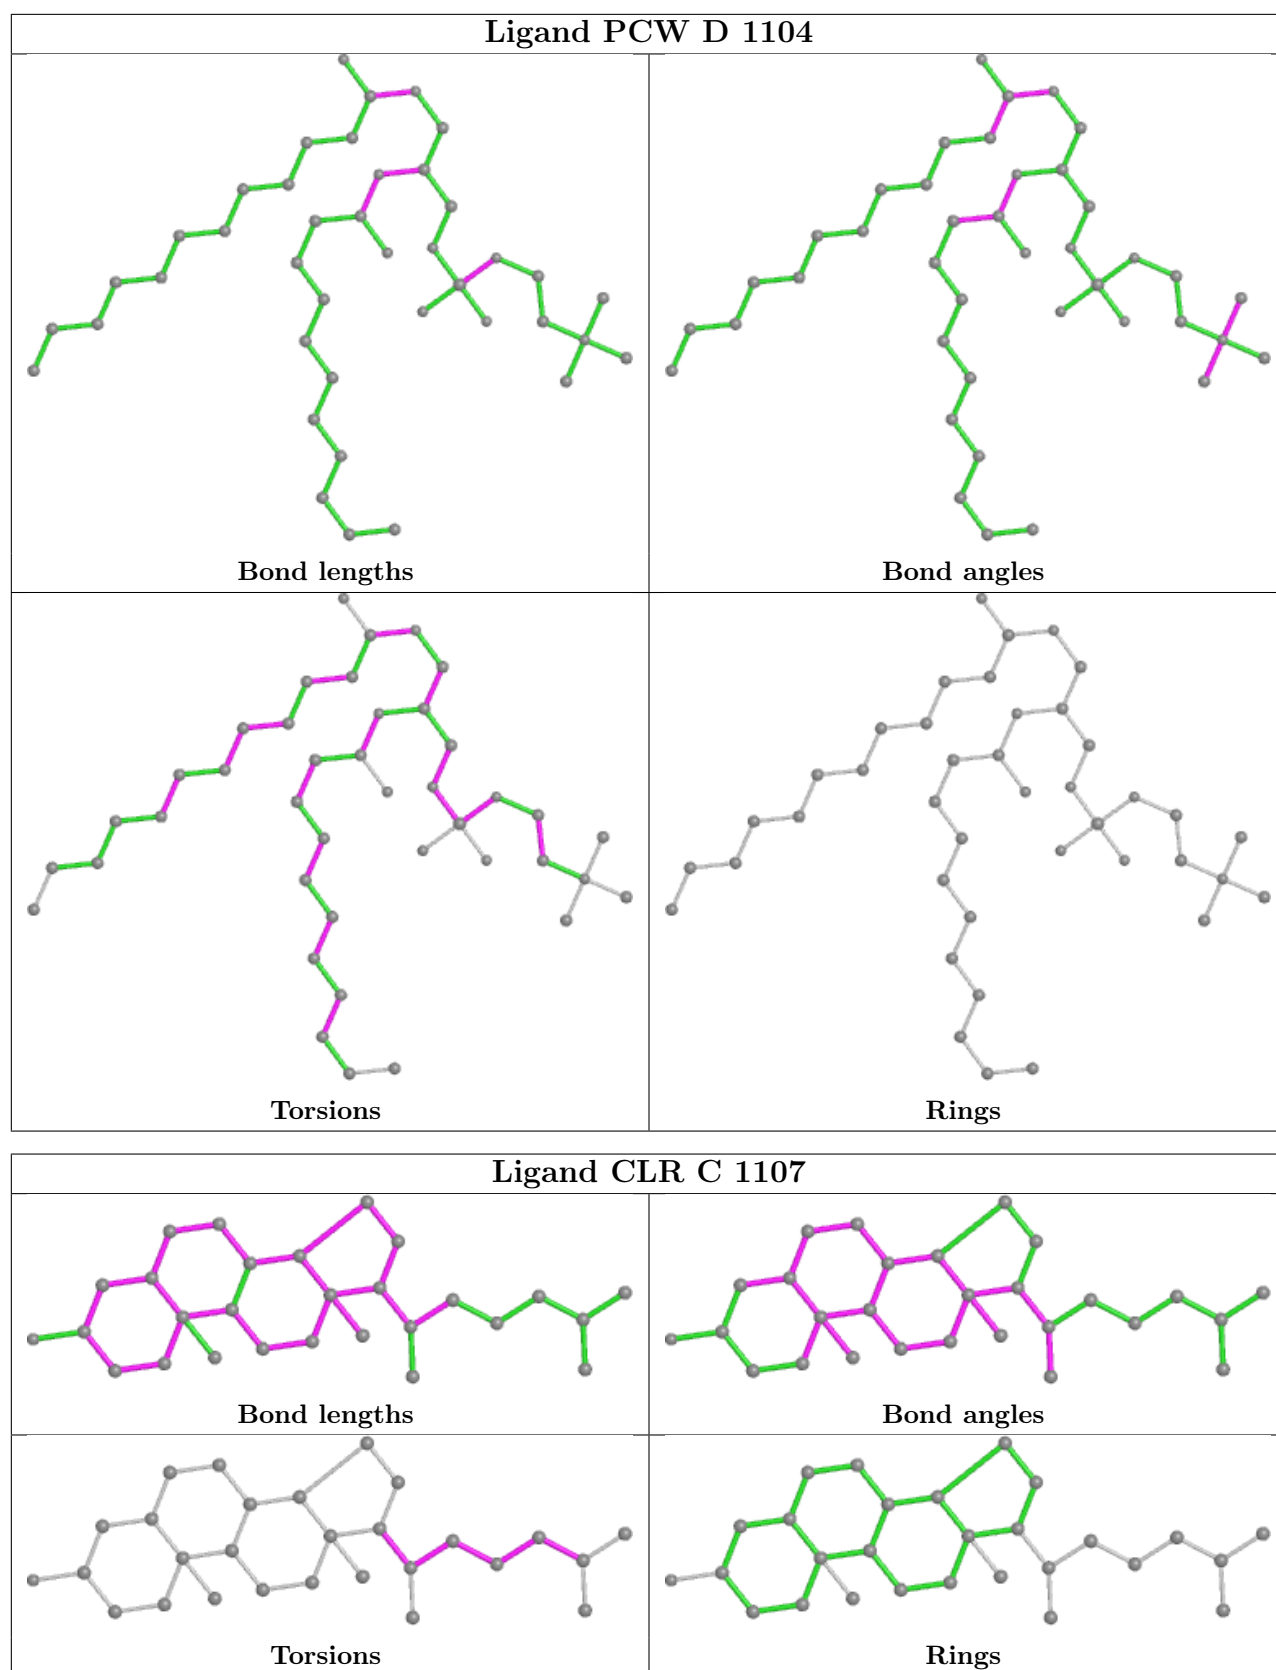 Ligand PCW D 1104
Bond lengths
Bond angles
Torsions
Rings
Ligand CLR C 1107
Bond lengths
Bond angles
Torsions
Rings